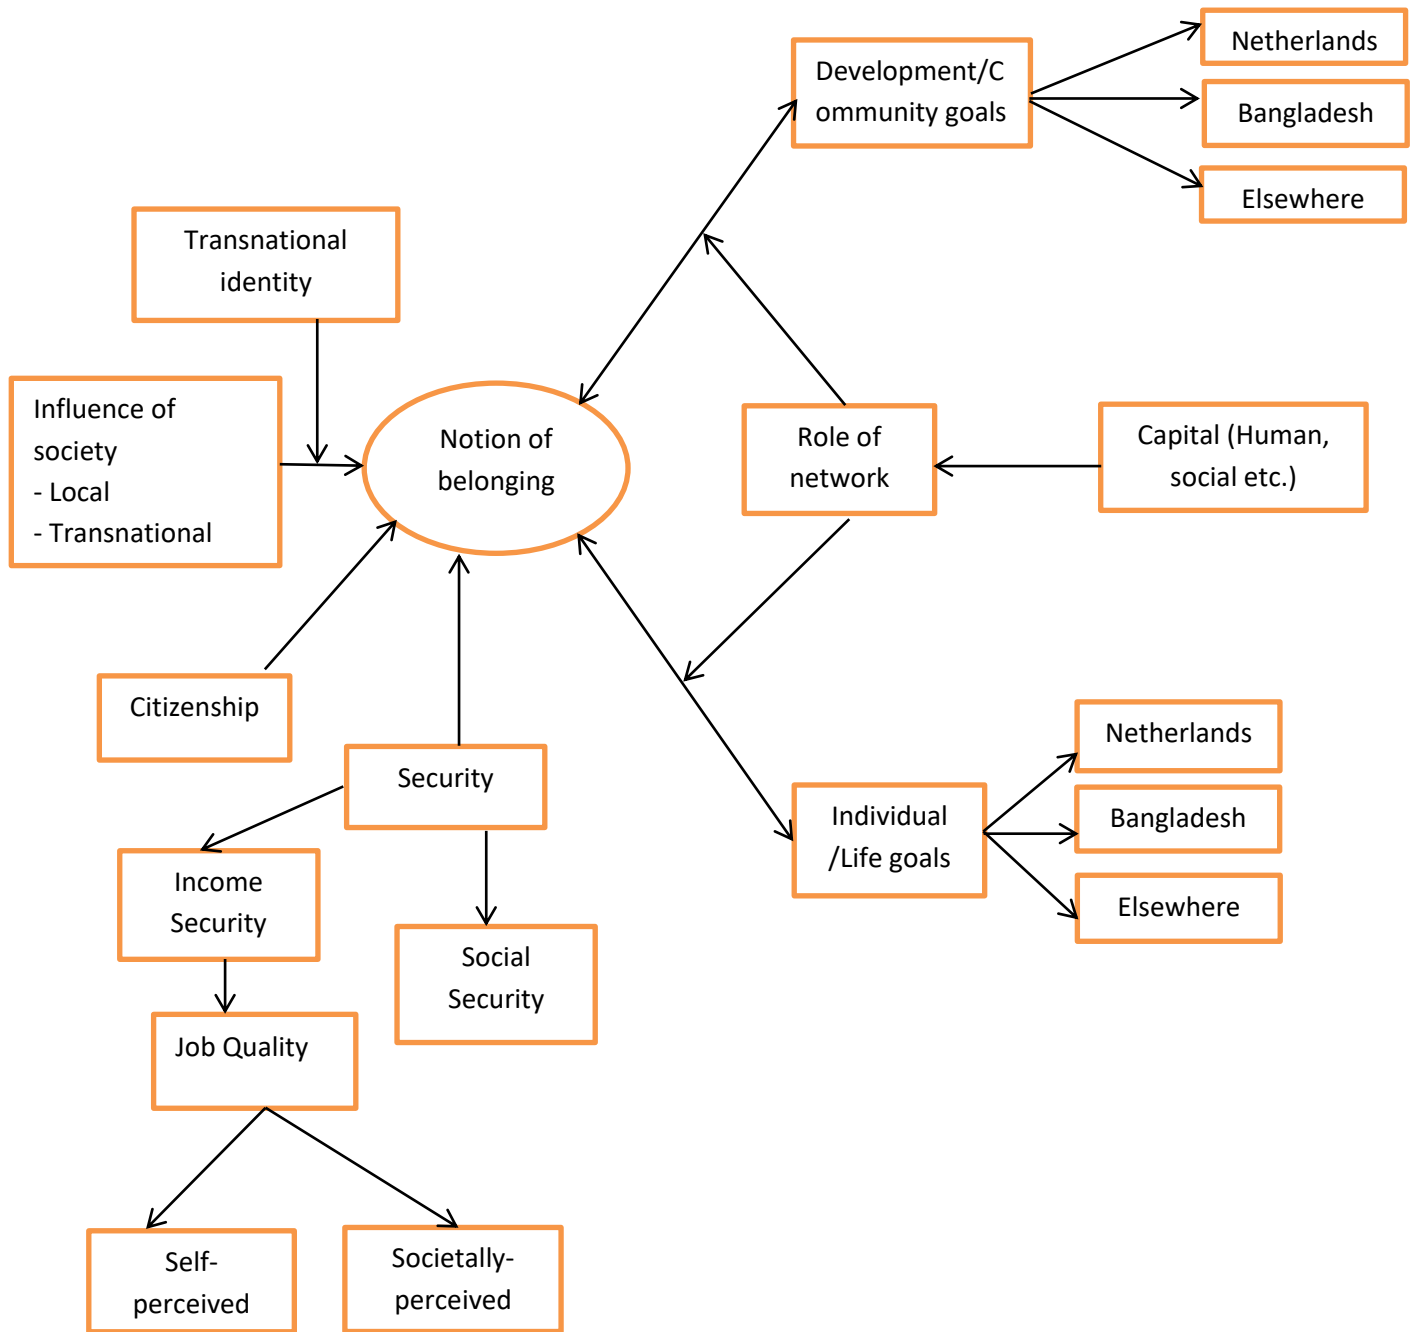 Netherlands
Development/C
ommunity goals
Bangladesh
Elsewhere
Transnational
identity
Influence of
society
- Local
- Transnational
Notion of
belonging
Role of
network
Capital (Human,
social etc.)
Citizenship
Security
Netherlands
Individual
/Life goals
Bangladesh
Elsewhere
Income
Security
Social
Security
Job Quality
Self-
perceived
Societally-
perceived